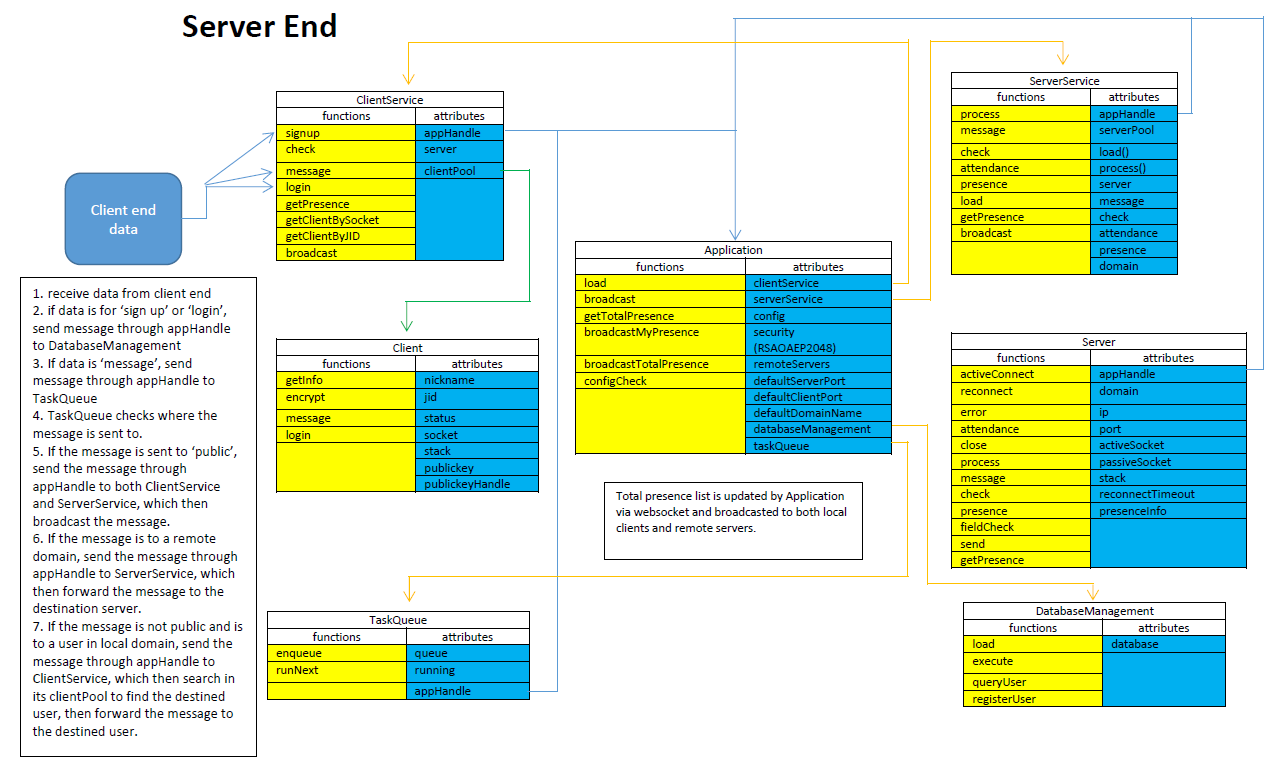 Server End
ClientService
functions attributes
signup appHandle
check server
message clientPool
login
getPresence
getClientBySocket
getClientByJID
broadcast
Client end
data
1. receive data from client end
2. If data is for ‘sign up’ or ‘login’,
send message through appHandle
to DatabaseManagement
3. If data is ‘message’, send
message through appHandle to
TaskQueue
4. TaskQueue checks where the
message is sent to.
5. If the message is sent to ‘public’,
send the message through
appHandle to both ClientService
and ServerService, which then
broadcast the message.
6. If the message is to a remote
domain, send the message through
appHandle to ServerService, which
then forward the message to the
destination server.
7. If the message is not public and is
to a user in local domain, send the
message through appHandle to
ClientService, which then search in
its clientPool to find the destined
user, then forward the message to
the destined user.
Client
functions attributes
getInfo nickname
encrypt jid
message status
login socket
stack
publickey
publickeyHandle
TaskQueue
functions attributes
enqueue queue
runNext running
appHandle
Application
functions attributes
load clientService
broadcast serverService
getTotalPresence config
broadcastMyPresence security
(RSAOAEP2048)
broadcastTotalPresence remoteServers
configCheck defaultServerPort
defaultClientPort
defaultDomainName
databaseManagement
taskQueue
Total presence list is updated by Application
via websocket and broadcasted to both local
clients and remote servers.
ServerService
functions attributes
process appHandle
message serverPool
check load()
attendance process()
presence server
load message
getPresence check
broadcast attendance
presence
domain
Server
functions attributes
activeConnect appHandle
reconnect domain
error ip
attendance port
close activeSocket
process passiveSocket
message stack
check reconnectTimeout
presence presenceInfo
fieldCheck
send
getPresence
DatabaseManagement
functions attributes
load database
execute
queryUser
registerUser